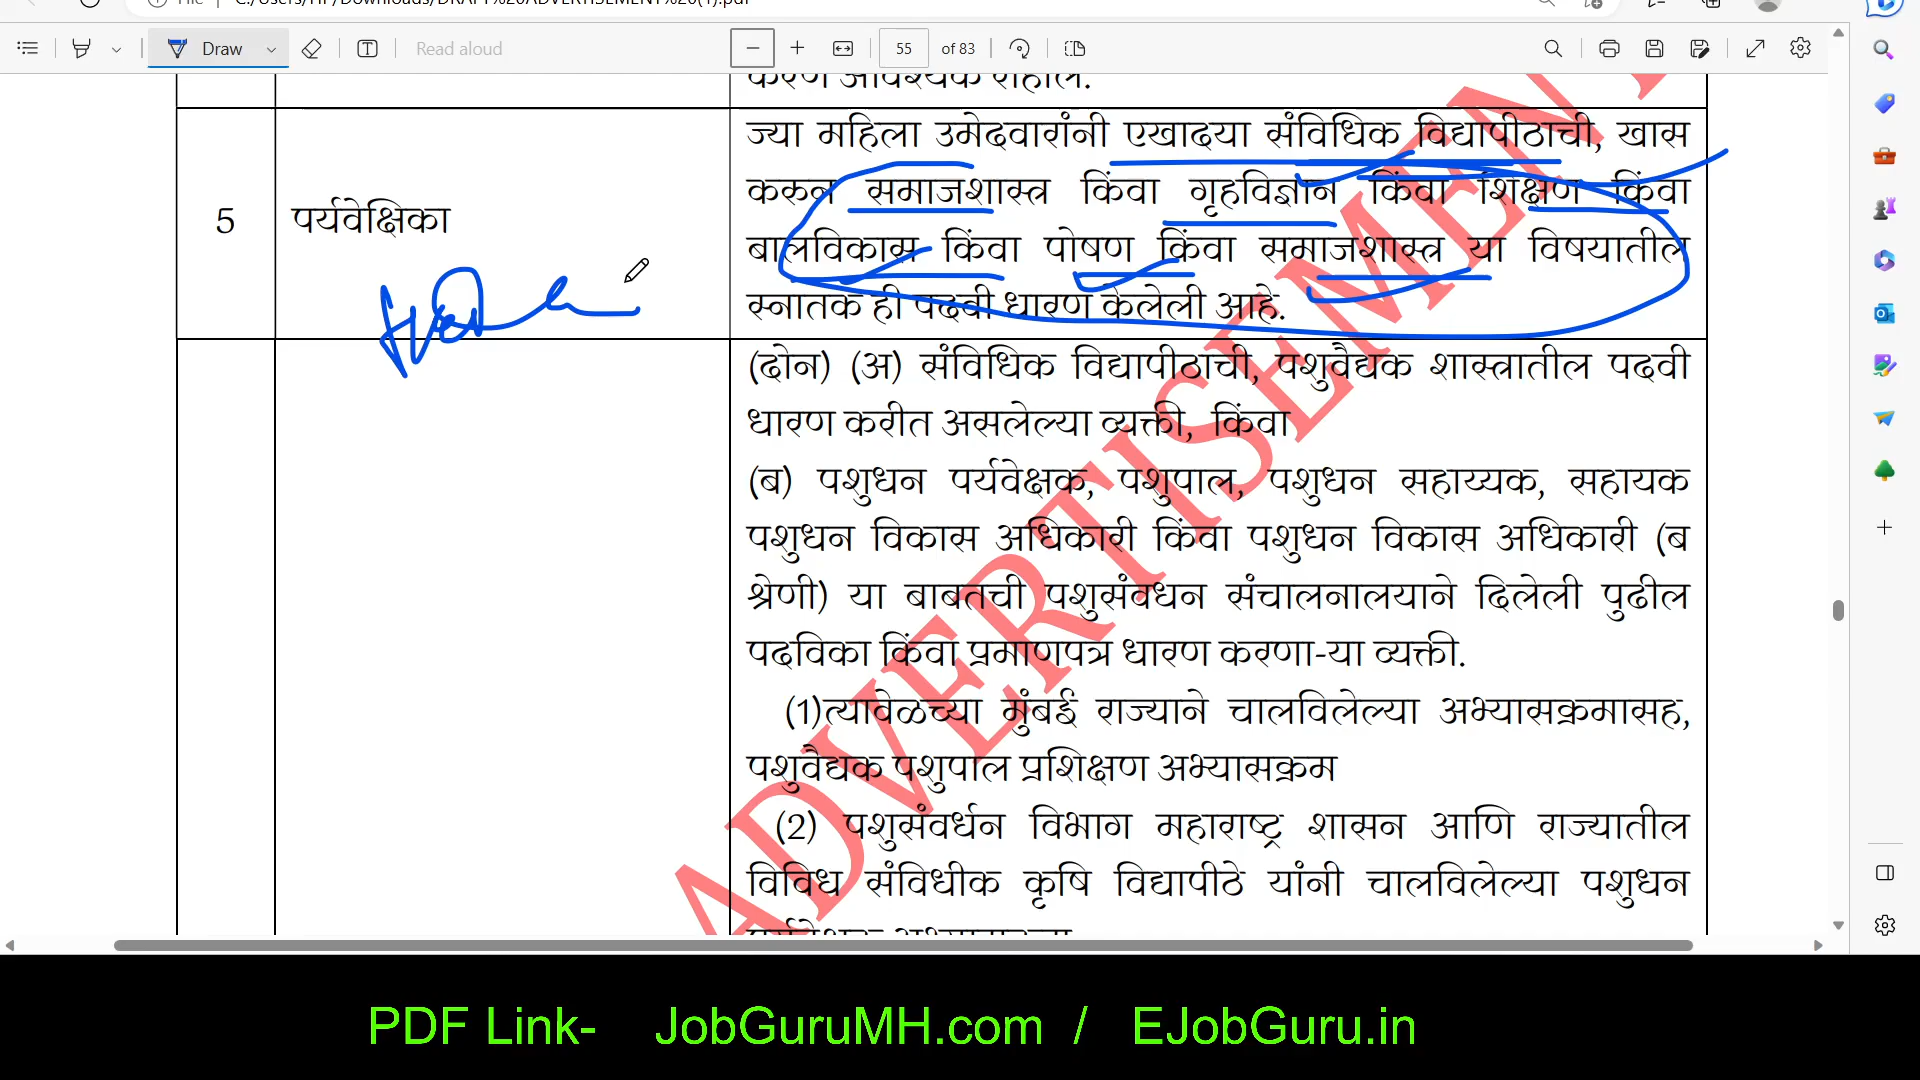 Draw
Read aloud
55 of 83
ज्या महिला उमेदवारांनी एखादया संविधिक विद्यापीठाची, खास
5 पर्यवेक्षिका
करुन समाजशास्त्र किंवा गृहविज्ञान किंवा शिक्षण किंवा
बालविकास किंवा पोषण किंवा समाजशास्त्र या विषयातील
स्नातक ही पदवी धारण केलेली आहे.
(दोन) (अ) संविधिक विद्यापीठाची, पशुवैद्यक शास्त्रातील पदवी
धारण करीत असलेल्या व्यक्ती, किंवा
(ब) पशुधन पर्यवेक्षक, पशुपाल, पशुधन सहाय्यक, सहायक
पशुधन विकास अधिकारी किंवा पशुधन विकास अधिकारी (ब
श्रेणी) या बाबतची पशुसंवधन संचालनालयाने दिलेली पुढील
पदविका किंवा प्रमाणपत्र धारण करणा-या व्यक्ती.
(1)त्यावेळच्या मुंबई राज्याने चालविलेल्या अभ्यासक्रमासह,
पशुवैद्यक पशुपाल प्रशिक्षण अभ्यासक्रम
(2) पशुसंवर्धन विभाग महाराष्ट्र शासन आणि राज्यातील
विविध संविधीक कृषि विद्यापीठे यांनी चालविलेल्या पशुधन
ADVERTISEMENT
PDF Link- JobGuruMH.com / EJobGuru.in